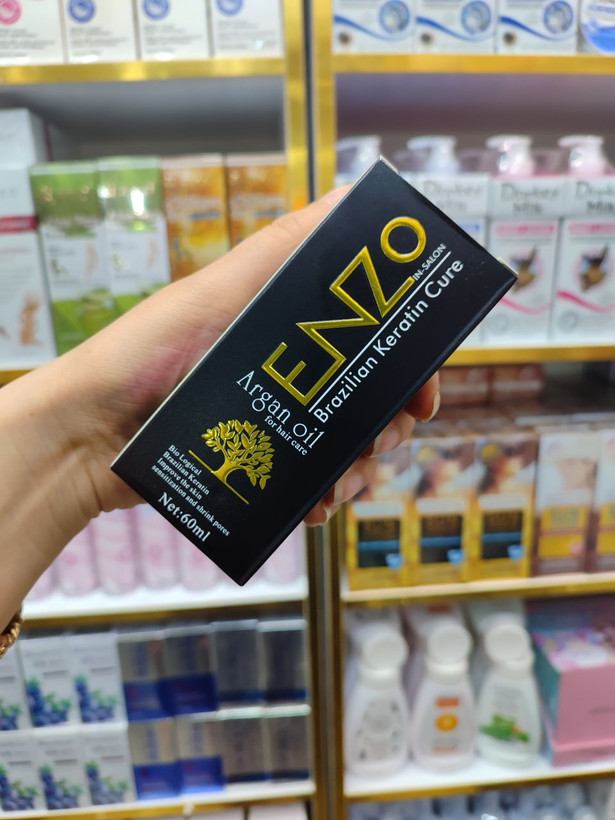 ENZO
IN-SALON
Brazilian Keratin Cure
Argan oil
for hair care
Bio Logical
Brazilian Keratin
Improve the skin
sensitization and shrink pores
Net:60ml